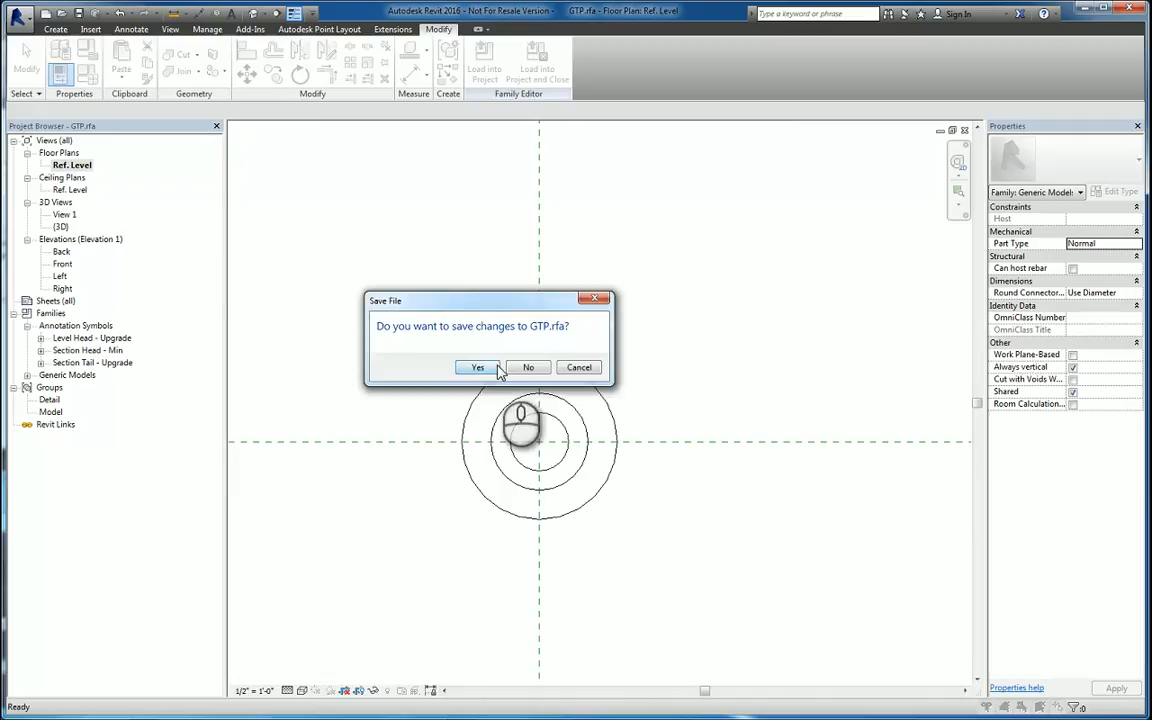 Autodesk Revit 2016 - Not For Resale Version - GTP.rfa - Floor Plan: Ref. Level
Type a keyword or phrase
Sign In
Create Insert Annotate View Manage Add-Ins Autodesk Point Layout Extensions Modify
Modify
Paste
Cut
Join
Load into Project
Load into Project and Close
Select Properties Clipboard Geometry Modify Measure Create Family Editor
Project Browser - GTP.rfa
Views (all)
Floor Plans
Ref. Level
Ceiling Plans
Ref. Level
3D Views
View 1
{3D}
Elevations (Elevation 1)
Back
Front
Left
Right
Sheets (all)
Families
Annotation Symbols
Level Head - Upgrade
Section Head - Min
Section Tail - Upgrade
Generic Models
Groups
Detail
Model
Revit Links
Save File
Do you want to save changes to GTP.rfa?
Yes No Cancel
Properties
Family: Generic Models
Edit Type
Constraints
Host
Mechanical
Part Type Normal
Structural
Can host rebar
Dimensions
Round Connector... Use Diameter
Identity Data
OmniClass Number
OmniClass Title
Other
Work Plane-Based
Always vertical
Cut with Voids W...
Shared
Room Calculation...
Properties help
Apply
1/2" = 1'-0"
Ready
:0